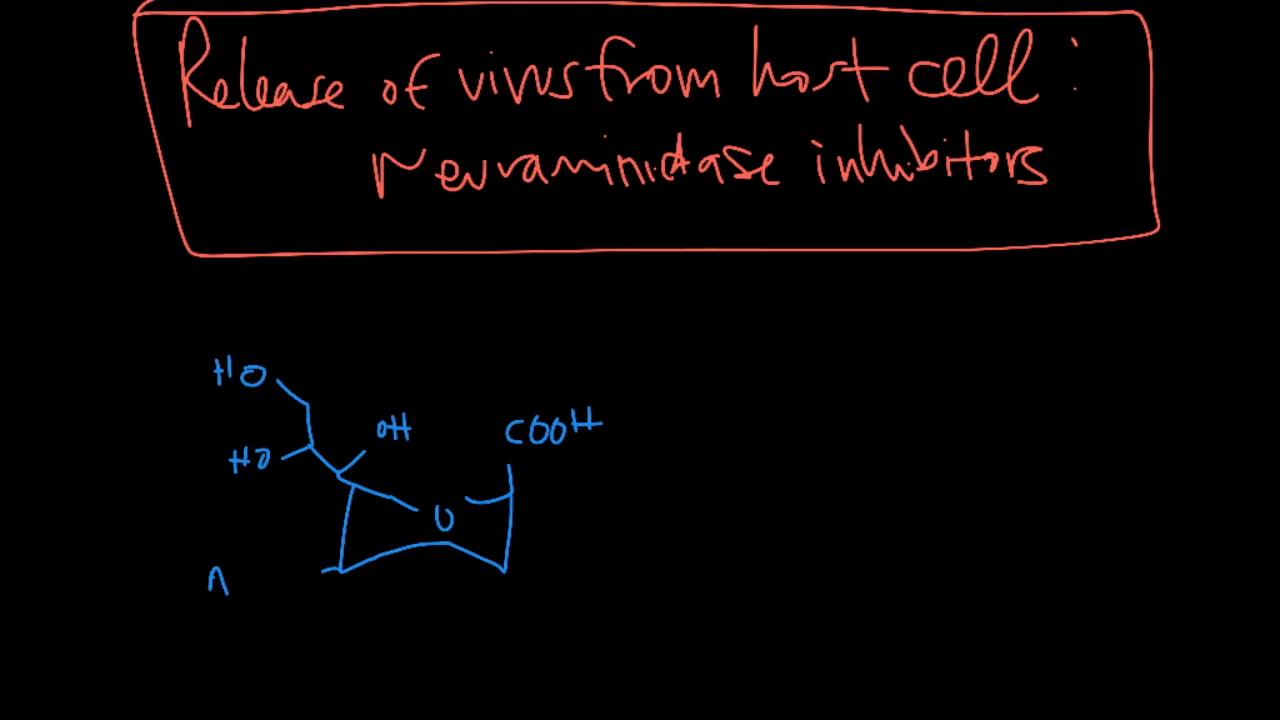 Release of virus from host cell :
Neuraminidase inhibitors
HO
OH
COOH
HO
O
A